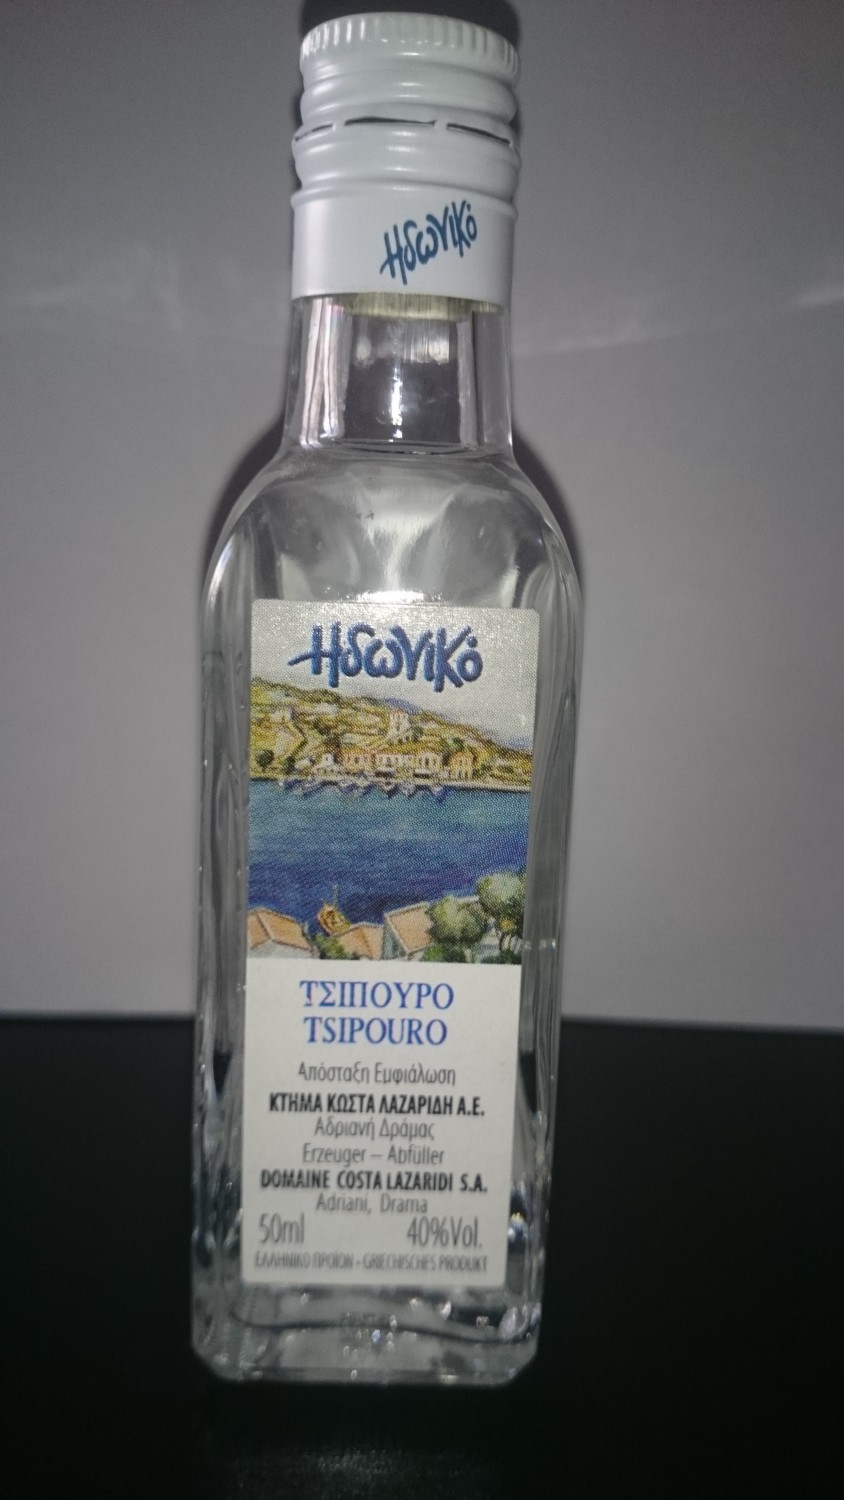 Ηδωνικό
Ηδωνικό
ΤΣΙΠΟΥΡΟ
TSIPOURO
Απόσταξη Εμφιάλωση
ΚΤΗΜΑ ΚΩΣΤΑ ΛΑΖΑΡΙΔΗ Α.Ε.
Αδριανή Δράμας
Erzeuger – Abfüller
DOMAINE COSTA LAZARIDI S.A.
Adriani, Drama
50ml 40%Vol.
ΕΛΛΗΝΙΚΟ ΠΡΟΪΟΝ - GRIECHISCHES PRODUKT